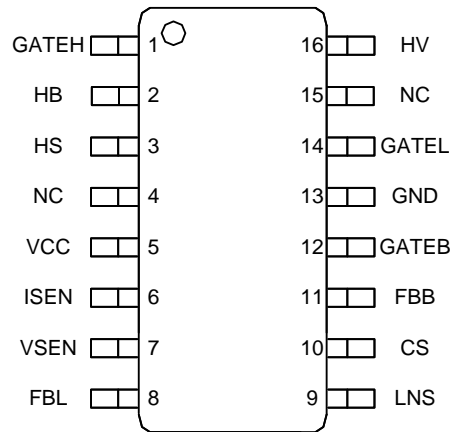 GATEH 1 16 HV
HB 2 15 NC
HS 3 14 GATEL
NC 4 13 GND
VCC 5 12 GATEB
ISEN 6 11 FBB
VSEN 7 10 CS
FBL 8 9 LNS